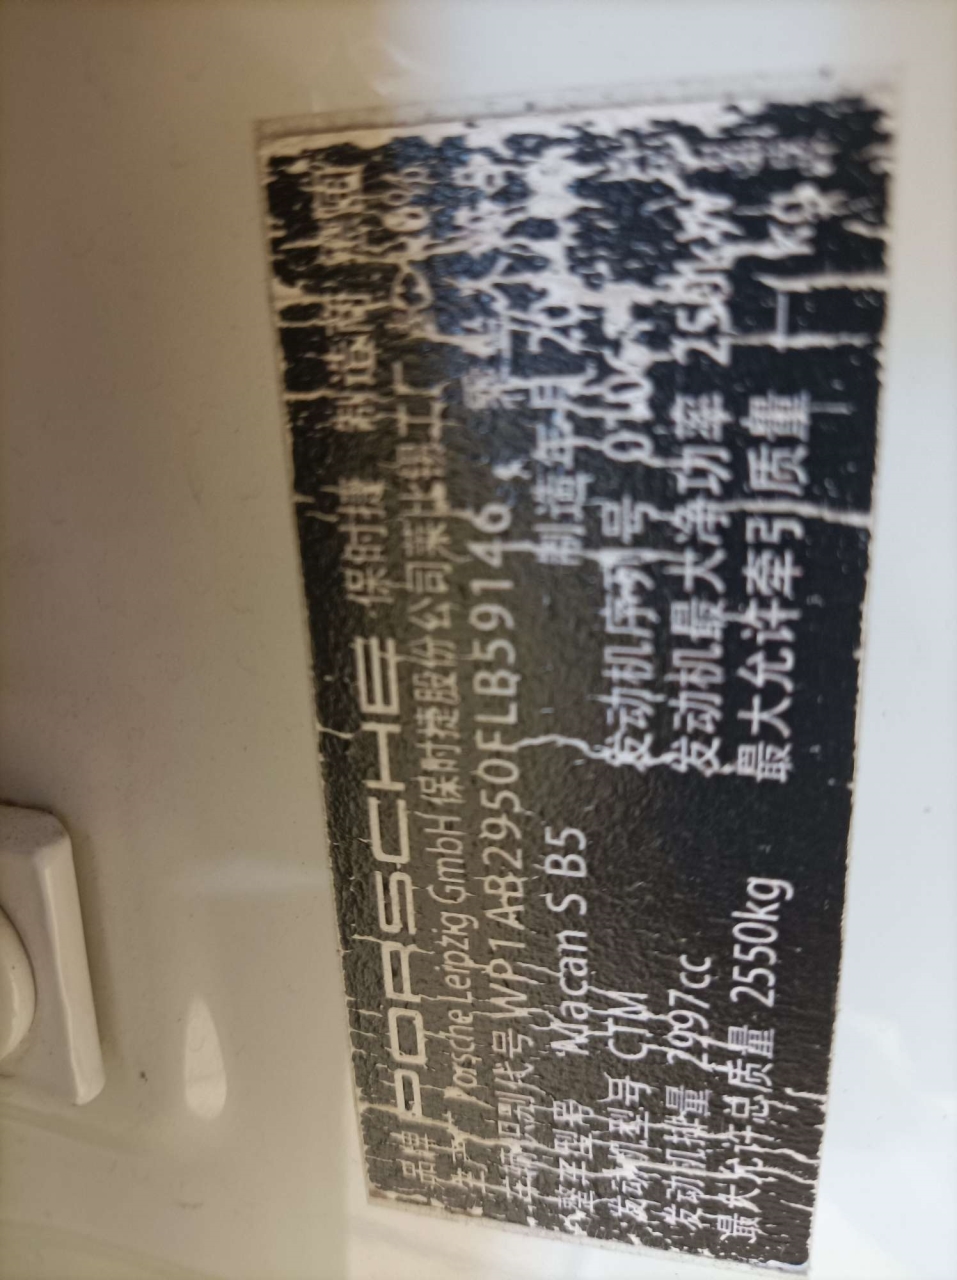 品牌 PORSCHE 保时捷 制造国
生产 Porsche Leipzig GmbH 保时捷股份公司莱比锡工厂
车辆识别代号 WP1AB2950FLB59146
整车型号 Macan S B5 制造年月
发动机型号 CTM 发动机序列号
发动机排量 2997cc 发动机最大净功率 kW
最大允许总质量 2550kg 最大允许牵引质量 kg